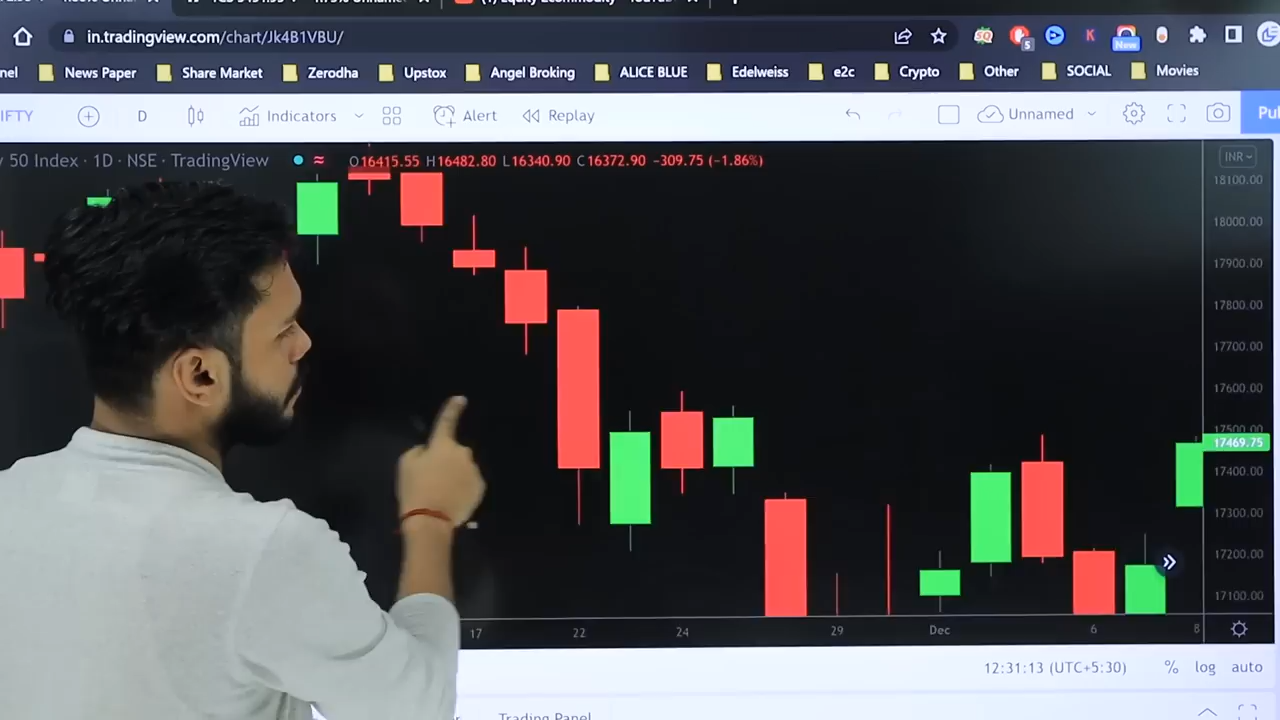 in.tradingview.com/chart/Jk4B1VBU/
5
K
New
nel News Paper Share Market Zerodha Upstox Angel Broking ALICE BLUE Edelweiss e2c Crypto Other SOCIAL Movies
IFTY D Indicators Alert Replay Unnamed Pul
y 50 Index · 1D · NSE · TradingView O16415.55 H16482.80 L16340.90 C16372.90 −309.75 (−1.86%)
INR
18100.00
18000.00
17900.00
17800.00
17700.00
17600.00
17500.00
17469.75
17400.00
17300.00
17200.00
17100.00
17 22 24 29 Dec 6 8
12:31:13 (UTC+5:30) % log auto
Trading Panel